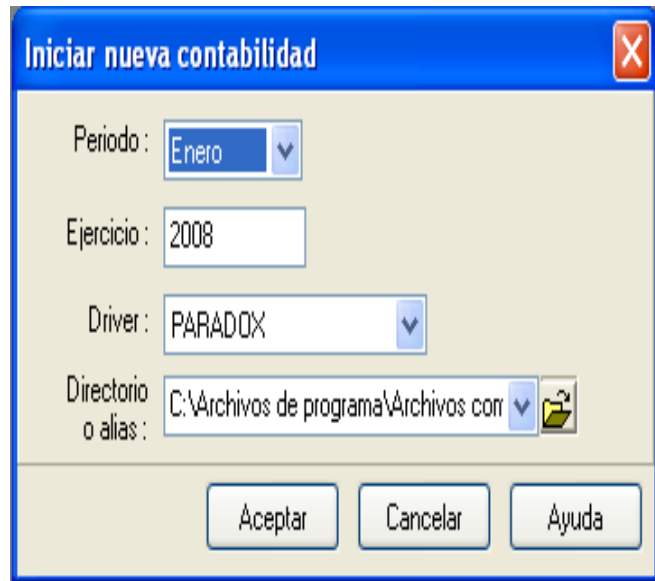 Iniciar nueva contabilidad
Periodo : Enero
Ejercicio : 2008
Driver : PARADOX
Directorio
o alias : C:\Archivos de programa\Archivos com
Aceptar Cancelar Ayuda